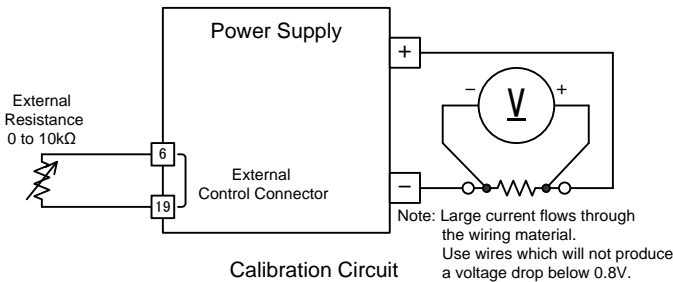 Power Supply
+
External
Resistance
0 to 10kΩ
– V +
6
19
External
Control Connector
–
Note: Large current flows through
the wiring material.
Use wires which will not produce
a voltage drop below 0.8V.
Calibration Circuit